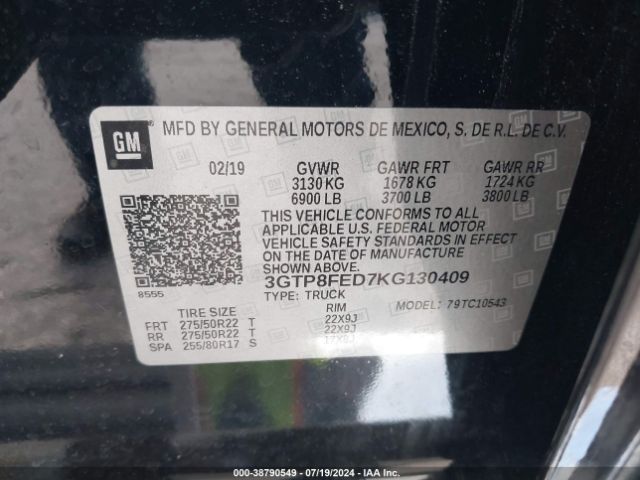 GM ® MFD BY GENERAL MOTORS DE MEXICO, S. DE R.L. DE C.V.
02/19 GVWR GAWR FRT GAWR RR
3130 KG 1678 KG 1724 KG
6900 LB 3700 LB 3800 LB
THIS VEHICLE CONFORMS TO ALL
APPLICABLE U.S. FEDERAL MOTOR
VEHICLE SAFETY STANDARDS IN EFFECT
ON THE DATE OF MANUFACTURE
SHOWN ABOVE.
3GTP8FED7KG130409
8555 TYPE: TRUCK MODEL: 79TC10543
TIRE SIZE RIM
FRT 275/50R22 T 22X9J
RR 275/50R22 T 22X9J
SPA 255/80R17 S 17X8J
000-38790549 - 07/19/2024 - IAA Inc.